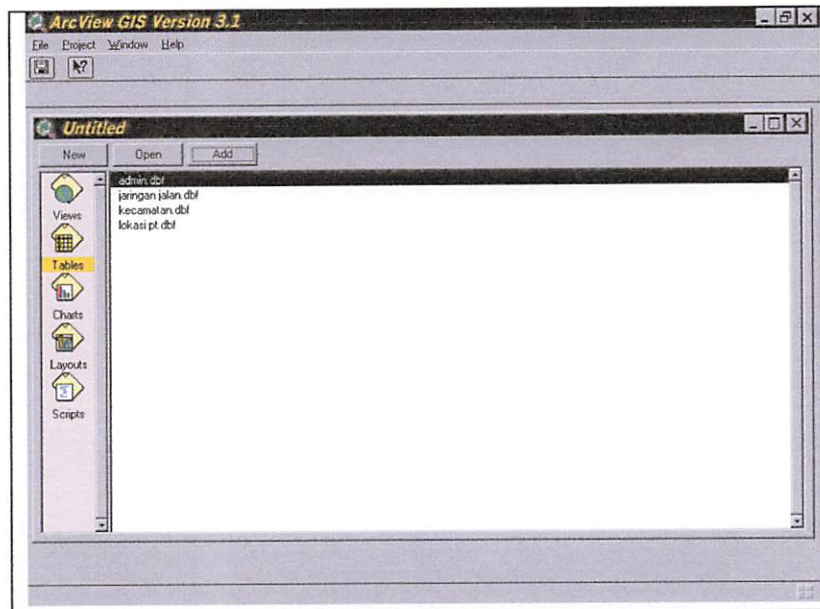 ArcView GIS Version 3.1
File Project Window Help
Untitled
New Open Add
admin.dbf
jaringan jalan.dbf
kecamatan.dbf
lokasi pt.dbf
Views
Tables
Charts
Layouts
Scripts